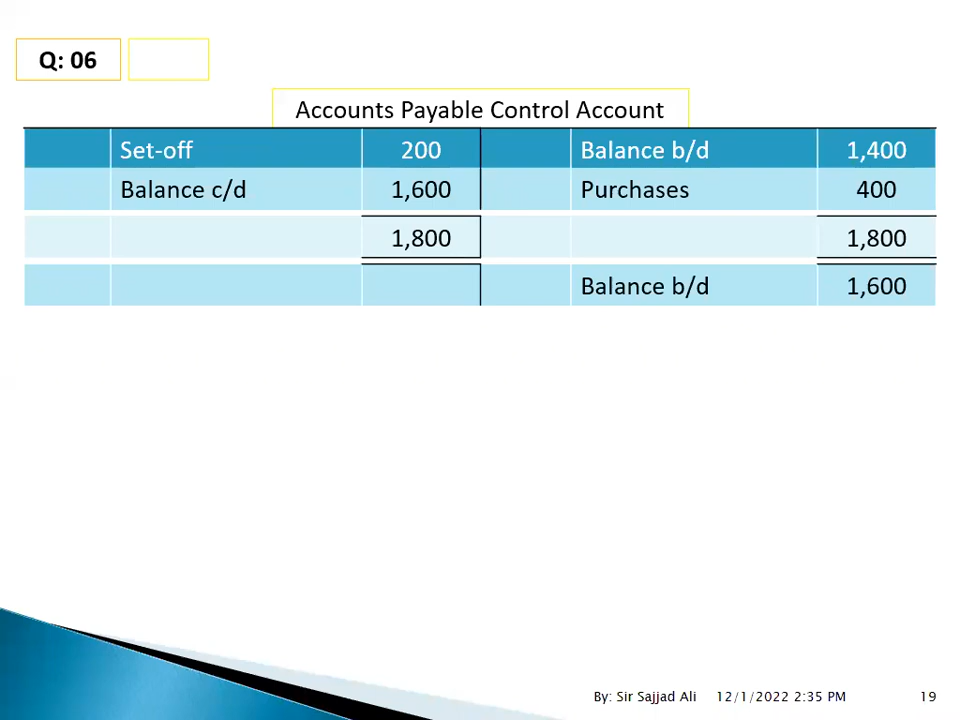 Q: 06
Accounts Payable Control Account
Set-off 200 Balance b/d 1,400
Balance c/d 1,600 Purchases 400
1,800 1,800
Balance b/d 1,600
By: Sir Sajjad Ali 12/1/2022 2:35 PM 19